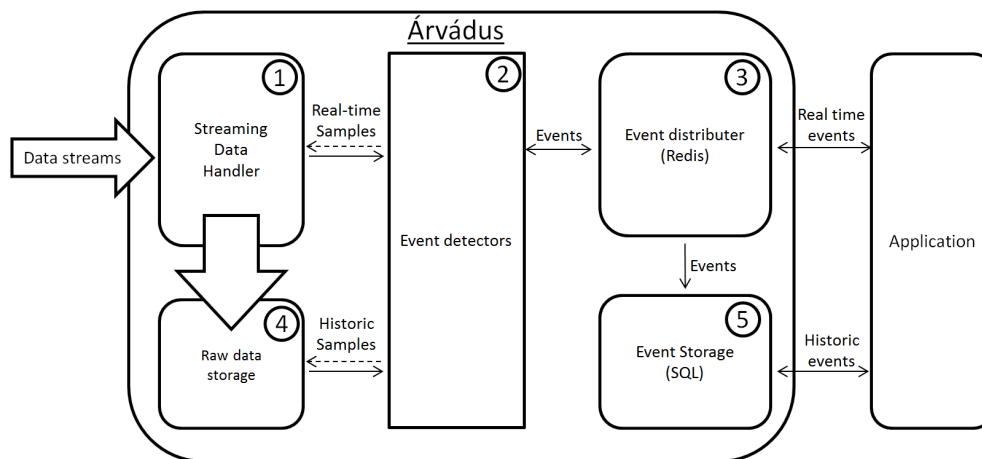 Árvádus
1
Streaming
Data
Handler
Data streams
Real-time
Samples
2
Event detectors
Events
3
Event distributer
(Redis)
Real time
events
Application
Events
4
Raw data
storage
Historic
Samples
5
Event Storage
(SQL)
Historic
events